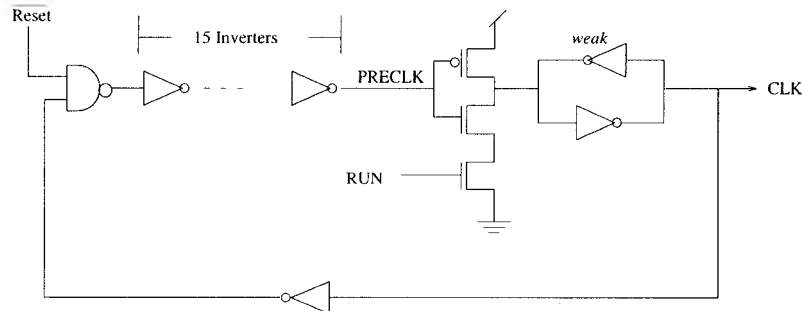 Reset
15 Inverters
weak
PRECLK
CLK
RUN